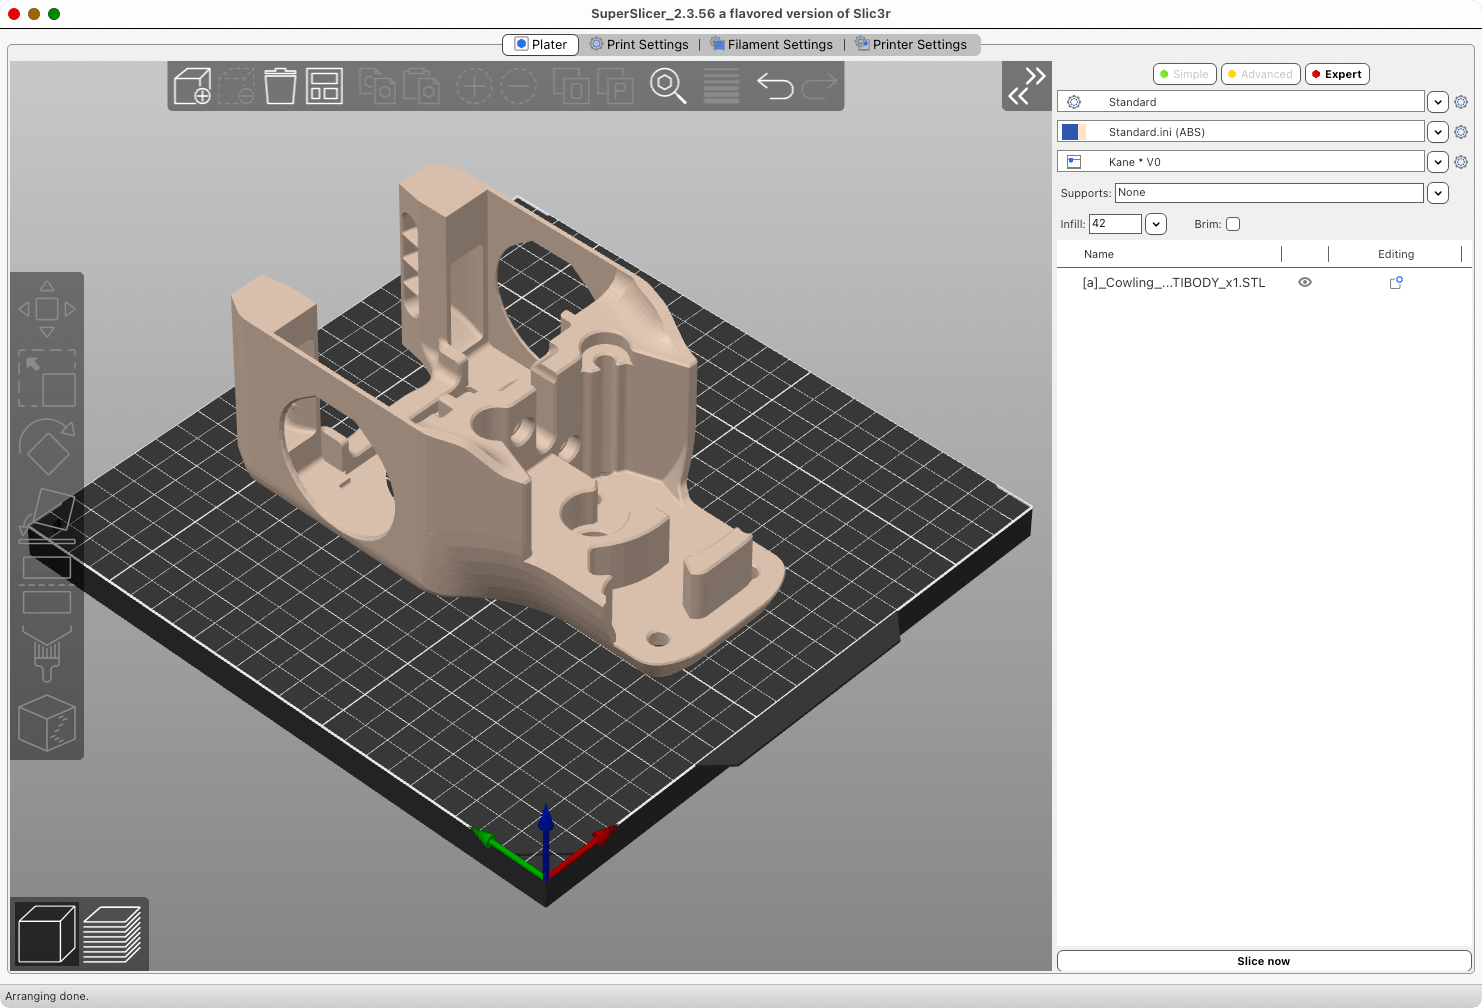 SuperSlicer_2.3.56 a flavored version of Slic3r
Plater
Print Settings
Filament Settings
Printer Settings
Simple
Advanced
Expert
Standard
Standard.ini (ABS)
Kane * V0
Supports: None
Infill: 42
Brim:
Name
Editing
[a]_Cowling_...TIBODY_x1.STL
Slice now
Arranging done.